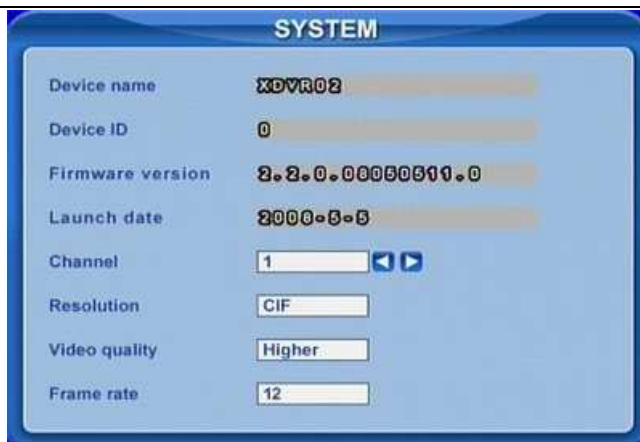 SYSTEM
Device name XDVR02
Device ID 0
Firmware version 2.2.0.08050511.0
Launch date 2008-5-5
Channel 1
Resolution CIF
Video quality Higher
Frame rate 12